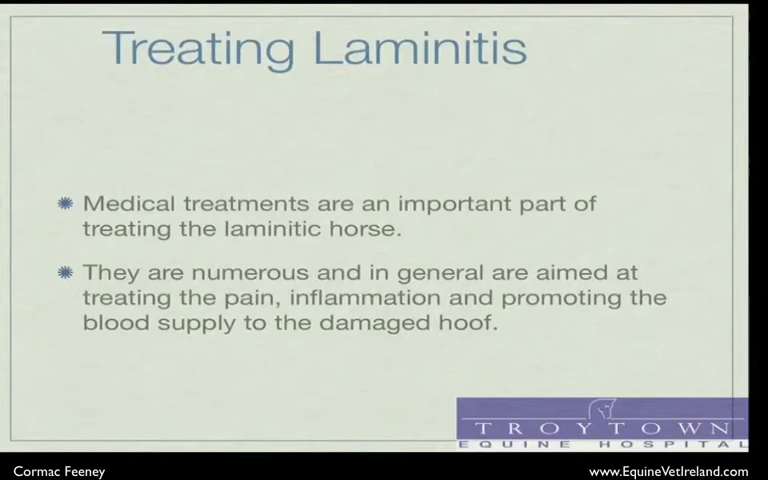 Treating Laminitis
Medical treatments are an important part of
treating the laminitic horse.
They are numerous and in general are aimed at
treating the pain, inflammation and promoting the
blood supply to the damaged hoof.
TROYTOWN
EQUINE HOSPITAL
Cormac Feeney
www.EquineVetIreland.com